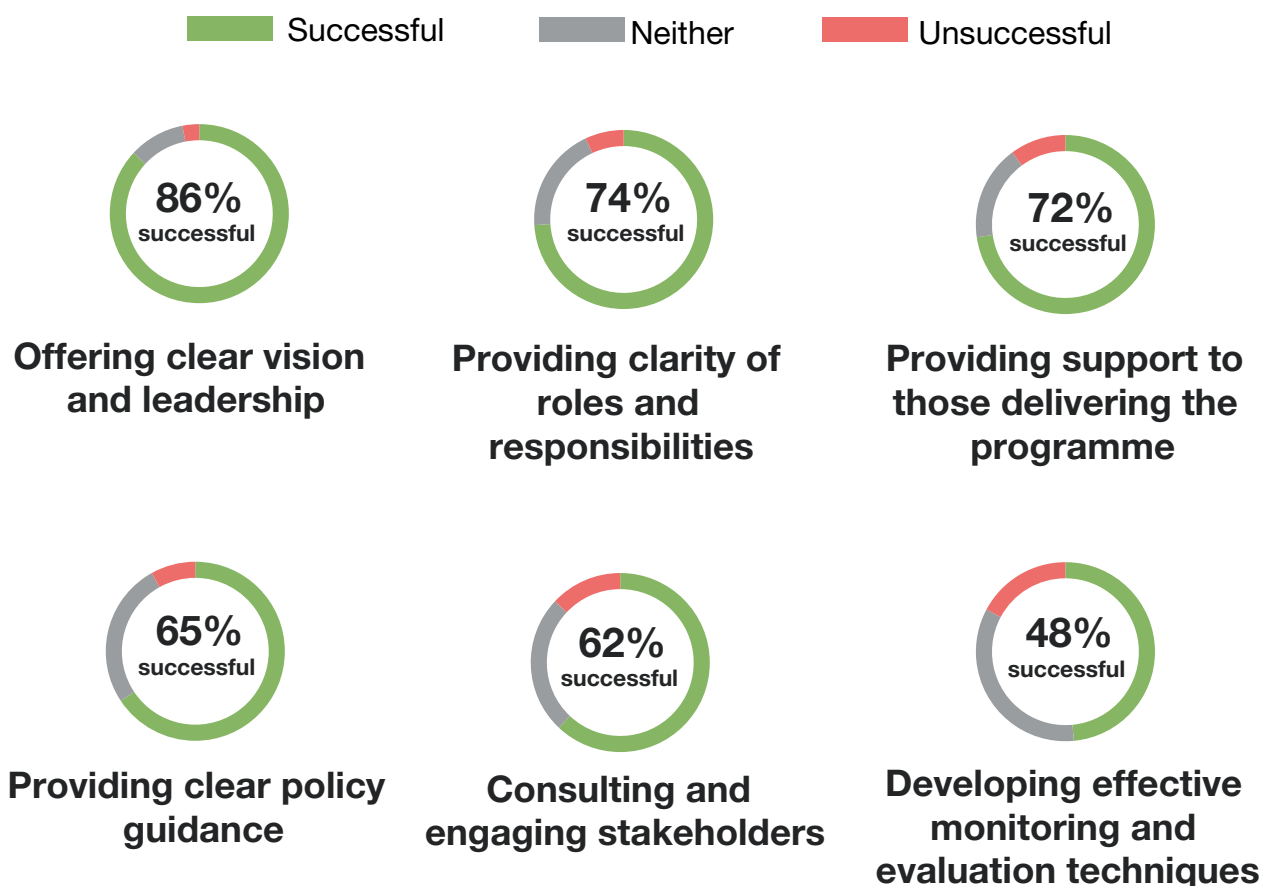 Successful
Neither
Unsuccessful
86%
successful
74%
successful
72%
successful
Offering clear vision
and leadership
Providing clarity of
roles and
responsibilities
Providing support to
those delivering the
programme
65%
successful
62%
successful
48%
successful
Providing clear policy
guidance
Consulting and
engaging stakeholders
Developing effective
monitoring and
evaluation techniques